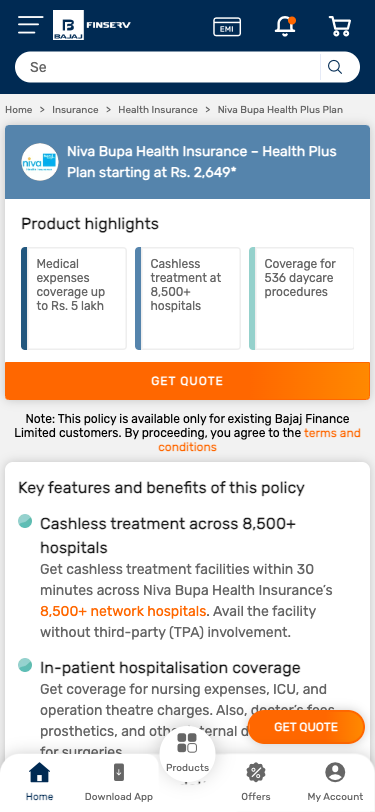 BAJAJ
FINSERV
EMI
Se
Home > Insurance > Health Insurance > Niva Bupa Health Plus Plan
niva
Health Insurance
Niva Bupa Health Insurance – Health Plus
Plan starting at Rs. 2,649*
Product highlights
Medical
expenses
coverage up
to Rs. 5 lakh
Cashless
treatment at
8,500+
hospitals
Coverage for
536 daycare
procedures
GET QUOTE
Note: This policy is available only for existing Bajaj Finance
Limited customers. By proceeding, you agree to the terms and
conditions
Key features and benefits of this policy
Cashless treatment across 8,500+
hospitals
Get cashless treatment facilities within 30
minutes across Niva Bupa Health Insurance's
8,500+ network hospitals. Avail the facility
without third-party (TPA) involvement.
In-patient hospitalisation coverage
Get coverage for nursing expenses, ICU, and
operation theatre charges. Also, doctor's fees,
prosthetics, and
for surgeries
GET QUOTE
Home
Download App
Products
Offers
My Account